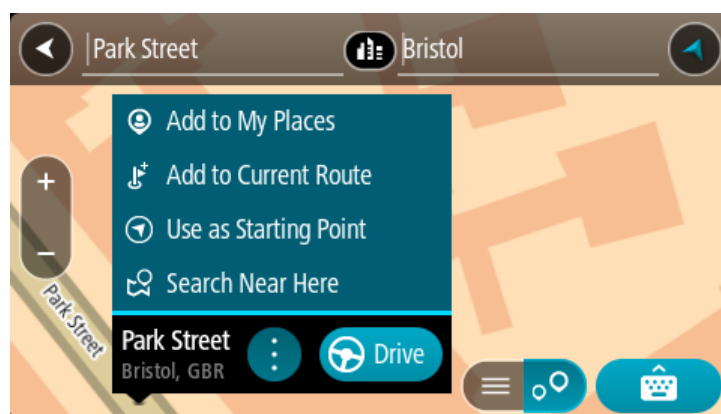 Park Street
Bristol
Add to My Places
Add to Current Route
Use as Starting Point
Search Near Here
Park Street
Park Street
Bristol, GBR
Drive